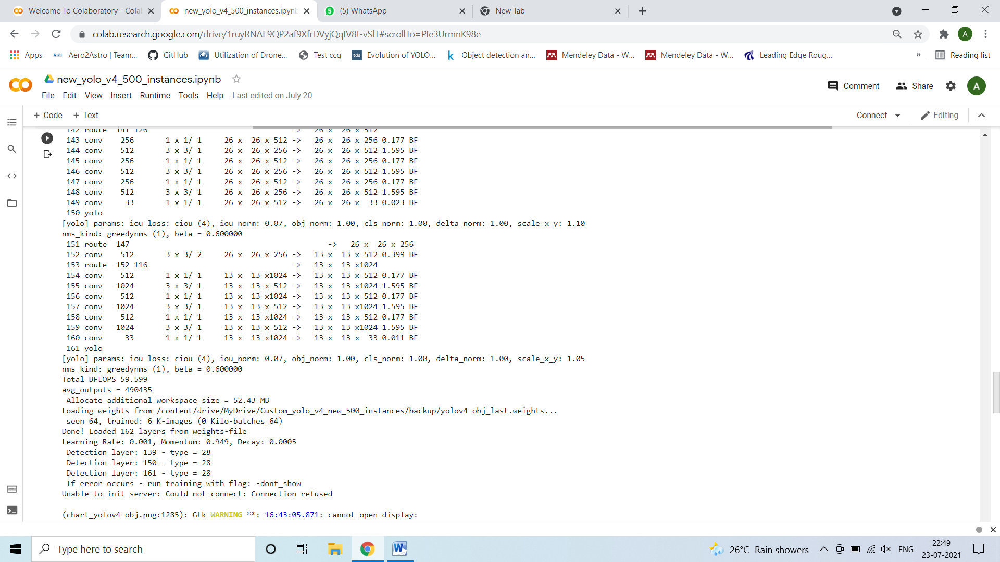 Welcome To Colaboratory - Colab
new_yolo_v4_500_instances.ipynb
(5) WhatsApp
New Tab
colab.research.google.com/drive/1ruyRNAE9QP2af9XfrDVyjQqIV8t-vSlT#scrollTo=PIe3UrmnK98e
A
Apps
Aero2Astro | Team...
GitHub
Utilization of Drone...
Test ccg
tds Evolution of YOLO...
k Object detection an...
Mendeley Data - W...
Mendeley Data - W...
Leading Edge Roug...
»
Reading list
new_yolo_v4_500_instances.ipynb
Comment
Share
A
File Edit View Insert Runtime Tools Help Last edited on July 20
+ Code + Text
Connect
Editing
142 route 141 126 -> 26 x 26 x 512
143 conv 256 1 x 1/ 1 26 x 26 x 512 -> 26 x 26 x 256 0.177 BF
144 conv 512 3 x 3/ 1 26 x 26 x 256 -> 26 x 26 x 512 1.595 BF
145 conv 256 1 x 1/ 1 26 x 26 x 512 -> 26 x 26 x 256 0.177 BF
146 conv 512 3 x 3/ 1 26 x 26 x 256 -> 26 x 26 x 512 1.595 BF
147 conv 256 1 x 1/ 1 26 x 26 x 512 -> 26 x 26 x 256 0.177 BF
148 conv 512 3 x 3/ 1 26 x 26 x 256 -> 26 x 26 x 512 1.595 BF
149 conv 33 1 x 1/ 1 26 x 26 x 512 -> 26 x 26 x 33 0.023 BF
150 yolo
[yolo] params: iou loss: ciou (4), iou_norm: 0.07, obj_norm: 1.00, cls_norm: 1.00, delta_norm: 1.00, scale_x_y: 1.10
nms_kind: greedynms (1), beta = 0.600000
151 route 147 -> 26 x 26 x 256
152 conv 512 3 x 3/ 2 26 x 26 x 256 -> 13 x 13 x 512 0.399 BF
153 route 152 116 -> 13 x 13 x1024
154 conv 512 1 x 1/ 1 13 x 13 x1024 -> 13 x 13 x 512 0.177 BF
155 conv 1024 3 x 3/ 1 13 x 13 x 512 -> 13 x 13 x1024 1.595 BF
156 conv 512 1 x 1/ 1 13 x 13 x1024 -> 13 x 13 x 512 0.177 BF
157 conv 1024 3 x 3/ 1 13 x 13 x 512 -> 13 x 13 x1024 1.595 BF
158 conv 512 1 x 1/ 1 13 x 13 x1024 -> 13 x 13 x 512 0.177 BF
159 conv 1024 3 x 3/ 1 13 x 13 x 512 -> 13 x 13 x1024 1.595 BF
160 conv 33 1 x 1/ 1 13 x 13 x1024 -> 13 x 13 x 33 0.011 BF
161 yolo
[yolo] params: iou loss: ciou (4), iou_norm: 0.07, obj_norm: 1.00, cls_norm: 1.00, delta_norm: 1.00, scale_x_y: 1.05
nms_kind: greedynms (1), beta = 0.600000
Total BFLOPS 59.599
avg_outputs = 490435
Allocate additional workspace_size = 52.43 MB
Loading weights from /content/drive/MyDrive/Custom_yolo_v4_new_500_instances/backup/yolov4-obj_last.weights...
seen 64, trained: 6 K-images (0 Kilo-batches_64)
Done! Loaded 162 layers from weights-file
Learning Rate: 0.001, Momentum: 0.949, Decay: 0.0005
Detection layer: 139 - type = 28
Detection layer: 150 - type = 28
Detection layer: 161 - type = 28
If error occurs - run training with flag: -dont_show
Unable to init server: Could not connect: Connection refused
(chart_yolov4-obj.png:1285): Gtk-WARNING **: 16:43:05.871: cannot open display:
Type here to search
26°C Rain showers
ENG
22:49
23-07-2021